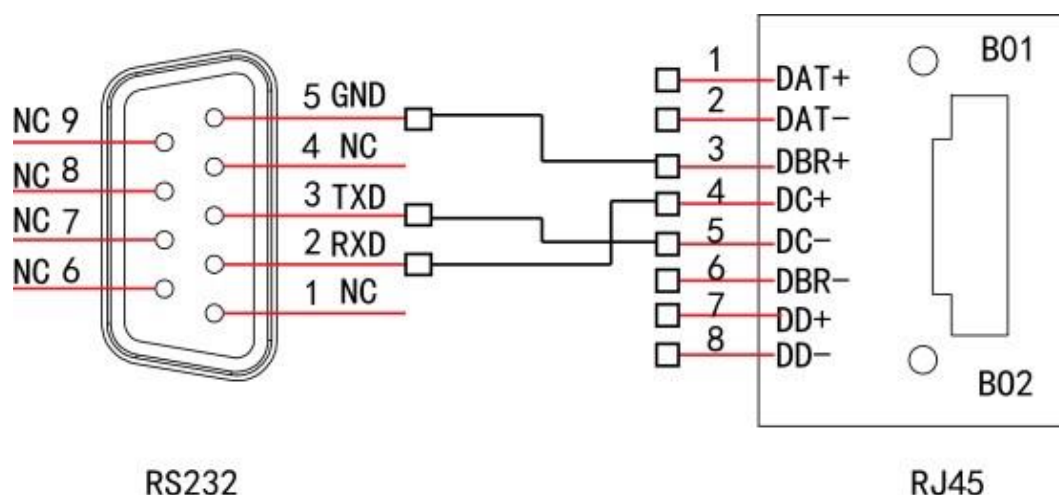 NC 9
NC 8
NC 7
NC 6
5 GND
4 NC
3 TXD
2 RXD
1 NC
RS232
1 DAT+
2 DAT-
3 DBR+
4 DC+
5 DC-
6 DBR-
7 DD+
8 DD-
B01
B02
RJ45